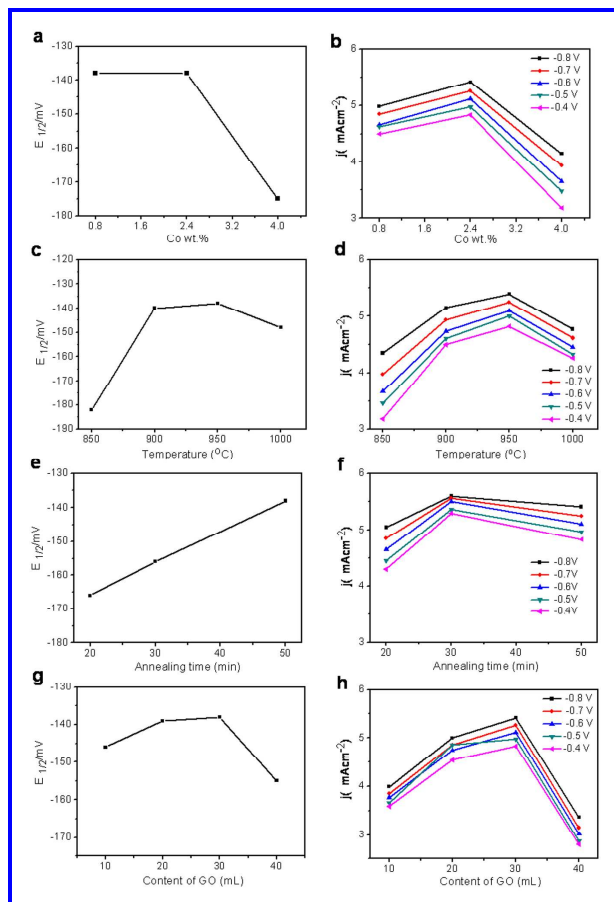 a
-130
-140
-150
-160
-170
-180
E 1/2/mV
0.8 1.6 2.4 3.2 4.0
Co wt.%
b
6
5
4
3
j( mAcm⁻²)
-0.8 V
-0.7 V
-0.6 V
-0.5 V
-0.4 V
0.8 1.6 2.4 3.2 4.0
Co wt.%
c
-120
-130
-140
-150
-160
-170
-180
-190
E 1/2/mV
850 900 950 1000
Temperature (⁰C)
d
6
5
4
3
j( mAcm⁻²)
-0.8 V
-0.7 V
-0.6 V
-0.5 V
-0.4 V
850 900 950 1000
Temperature (⁰C)
e
-130
-140
-150
-160
-170
-180
E 1/2/mV
20 30 40 50
Annealing time (min)
f
6
5
4
3
j( mAcm⁻²)
-0.8 V
-0.7 V
-0.6V
-0.5V
-0.4 V
20 30 40 50
Annealing time (min)
g
-130
-140
-150
-160
-170
E 1/2/mV
10 20 30 40
Content of GO (mL)
h
6
5
4
3
j( mAcm⁻²)
-0.8 V
-0.7 V
-0.6 V
-0.5 V
-0.4 V
10 20 30 40
Content of GO (mL)